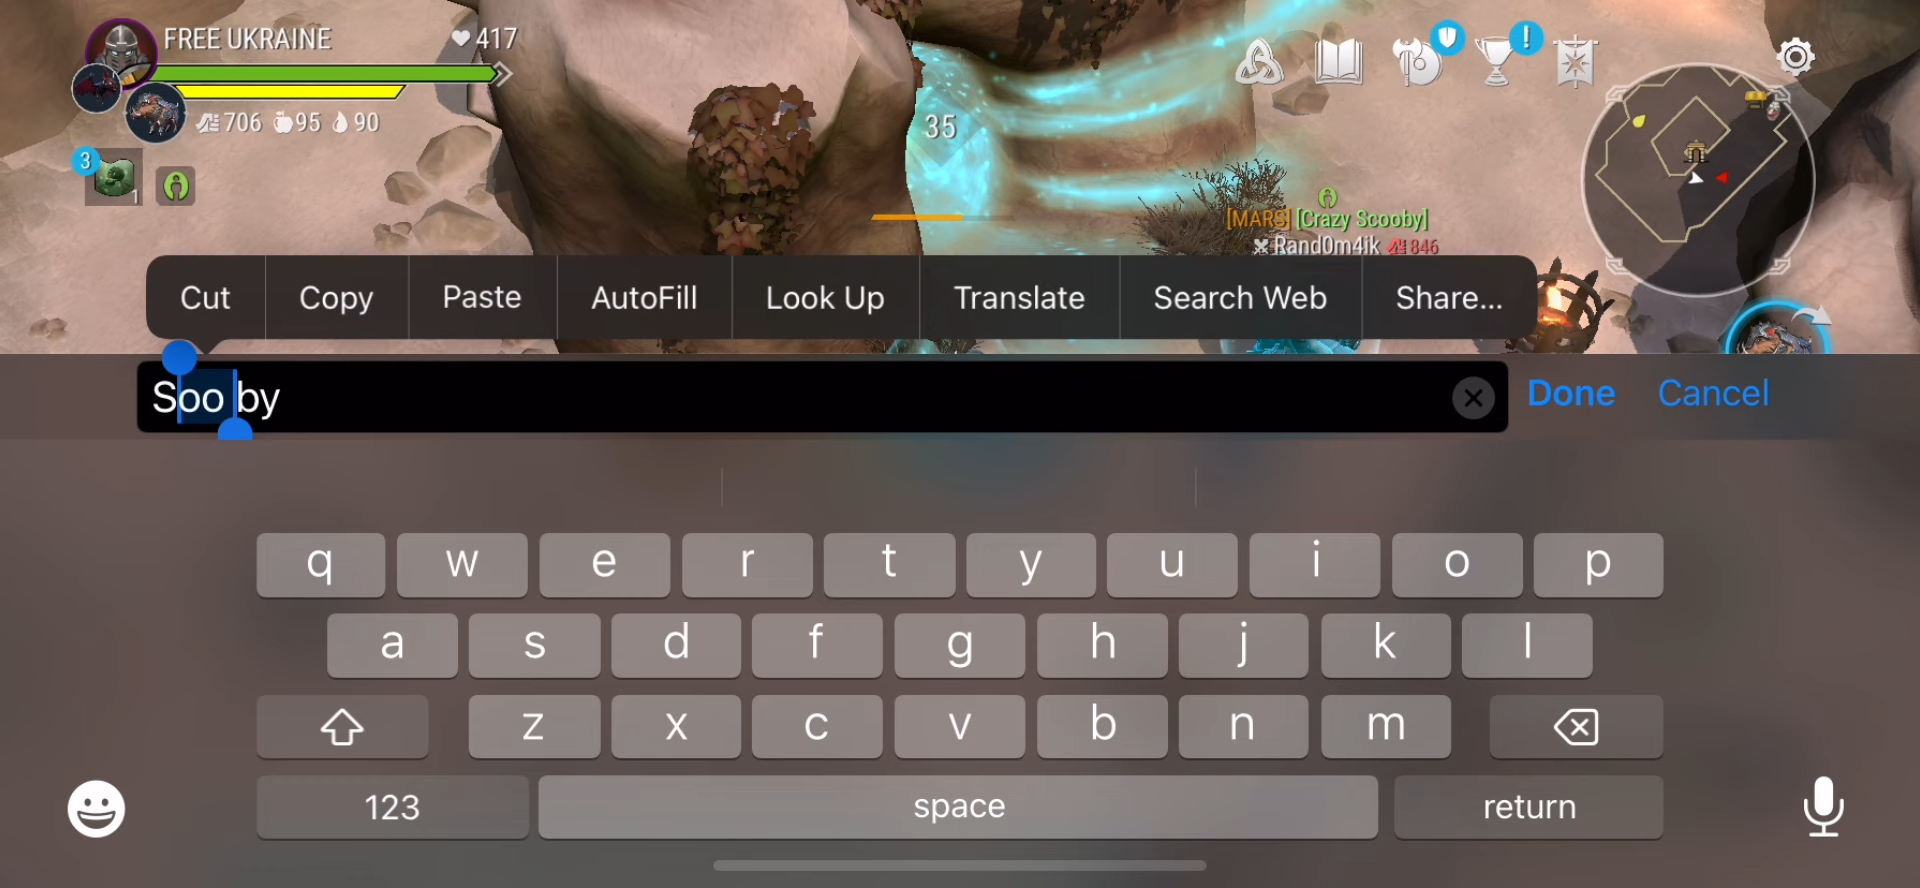 FREE UKRAINE 417
706 95 90
3
1
35
!
[MARS] [Crazy Scooby]
Rand0m4ik 846
Cut Copy Paste AutoFill Look Up Translate Search Web Share...
Soo by Done Cancel
q w e r t y u i o p
a s d f g h j k l
z x c v b n m
123 space return